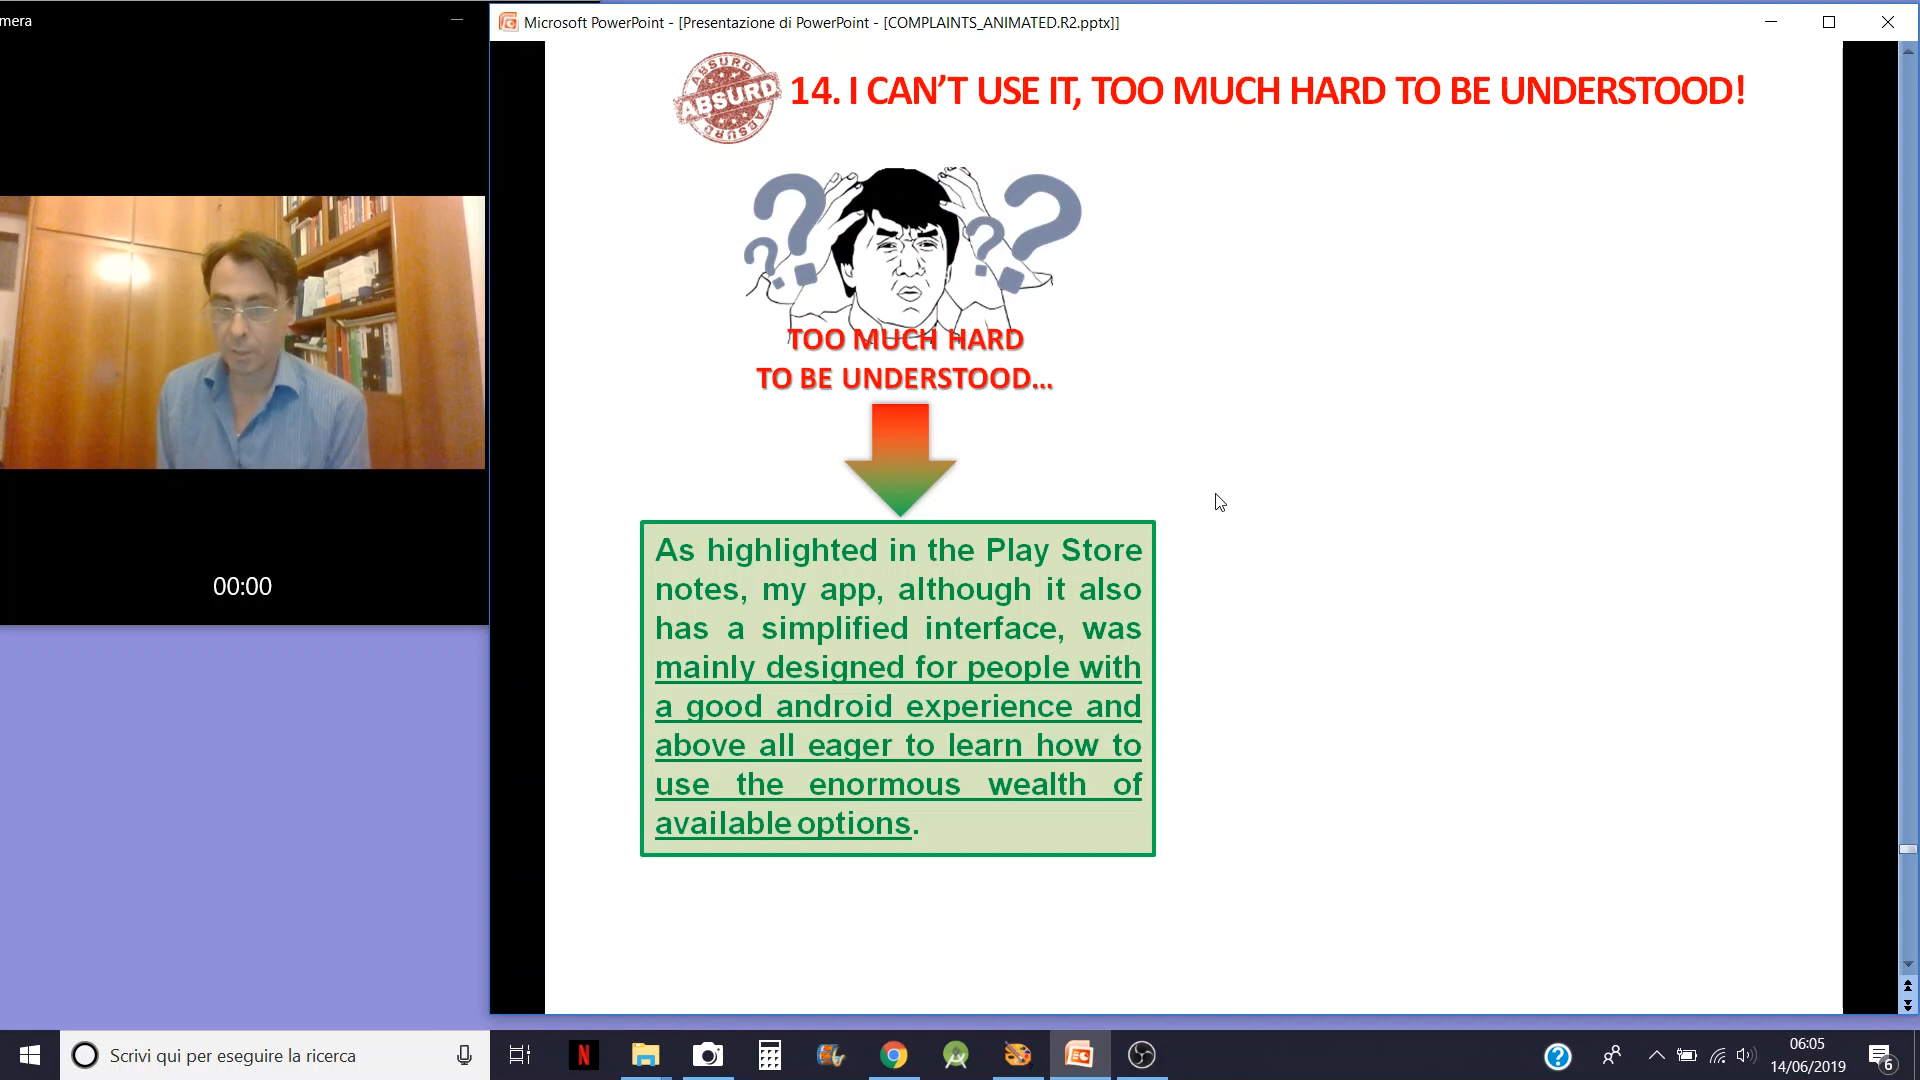 mera
Microsoft PowerPoint - [Presentazione di PowerPoint - [COMPLAINTS_ANIMATED.R2.pptx]]
ABSURD
ABSURD
ABSURD
14. I CAN'T USE IT, TOO MUCH HARD TO BE UNDERSTOOD!
TOO MUCH HARD
TO BE UNDERSTOOD...
As highlighted in the Play Store
notes, my app, although it also
has a simplified interface, was
mainly designed for people with
a good android experience and
above all eager to learn how to
use the enormous wealth of
available options.
00:00
Scrivi qui per eseguire la ricerca
N
06:05
14/06/2019
6